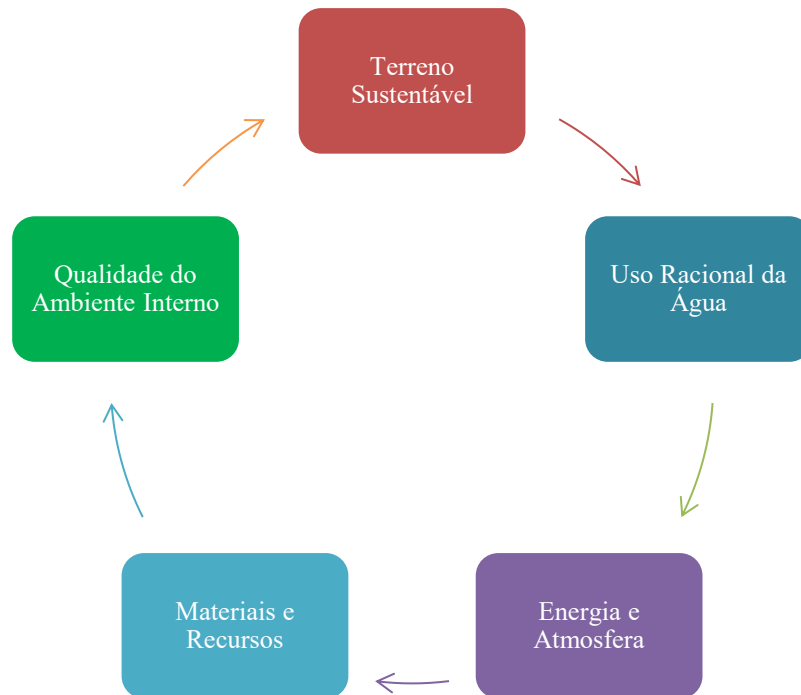 Terreno
Sustentável
Uso Racional da
Água
Energia e
Atmosfera
Materiais e
Recursos
Qualidade do
Ambiente Interno